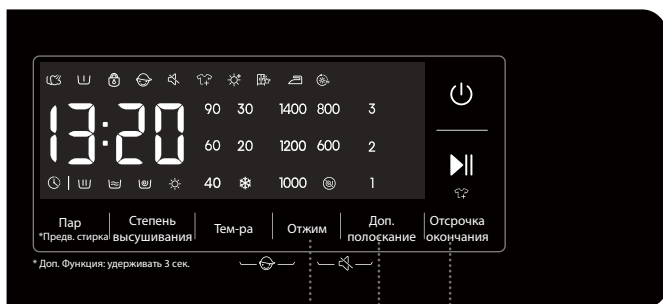 90 30 1400 800 3
13:20
60 20 1200 600 2
40 1000 1
Пар
*Предв. стирка
Степень
высушивания
Тем-ра
Отжим
Доп.
полоскание
Отсрочка
окончания
* Доп. Функция: удерживать 3 сек.